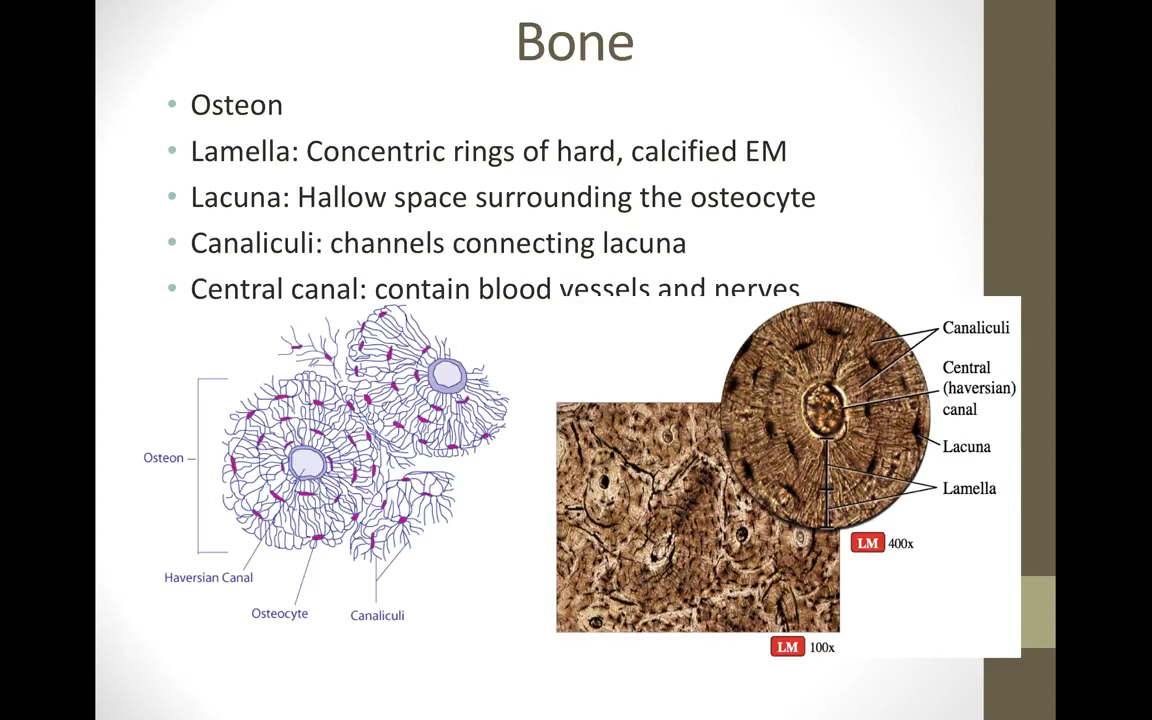 Bone
• Osteon
• Lamella: Concentric rings of hard, calcified EM
• Lacuna: Hallow space surrounding the osteocyte
• Canaliculi: channels connecting lacuna
• Central canal: contain blood vessels and nerves
Osteon
Haversian Canal
Osteocyte
Canaliculi
Canaliculi
Central
(haversian)
canal
Lacuna
Lamella
LM 400x
LM 100x